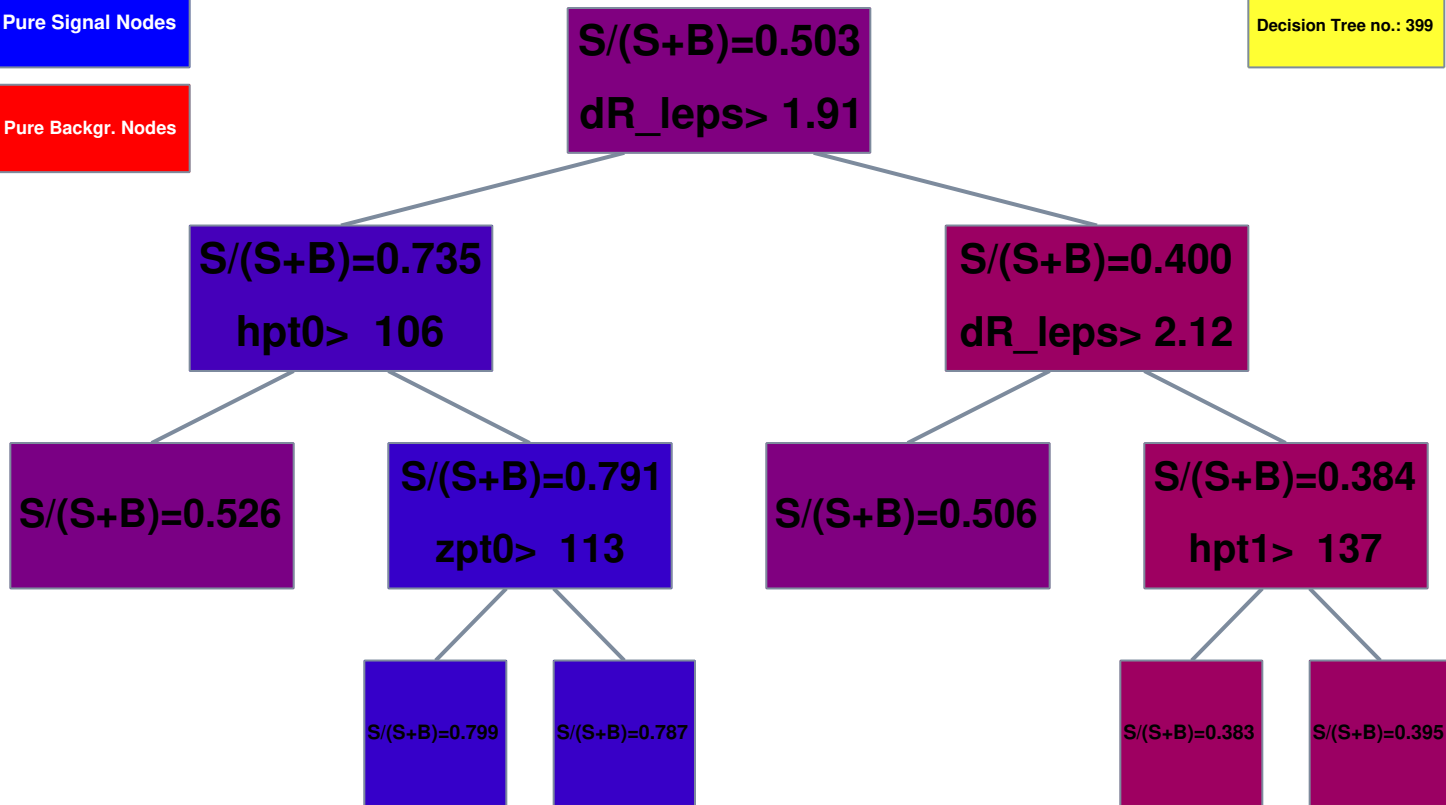 Pure Signal Nodes
Pure Backgr. Nodes
Decision Tree no.: 399
S/(S+B)=0.503
dR_leps> 1.91
S/(S+B)=0.735
hpt0> 106
S/(S+B)=0.400
dR_leps> 2.12
S/(S+B)=0.526
S/(S+B)=0.791
zpt0> 113
S/(S+B)=0.506
S/(S+B)=0.384
hpt1> 137
S/(S+B)=0.799
S/(S+B)=0.787
S/(S+B)=0.383
S/(S+B)=0.395